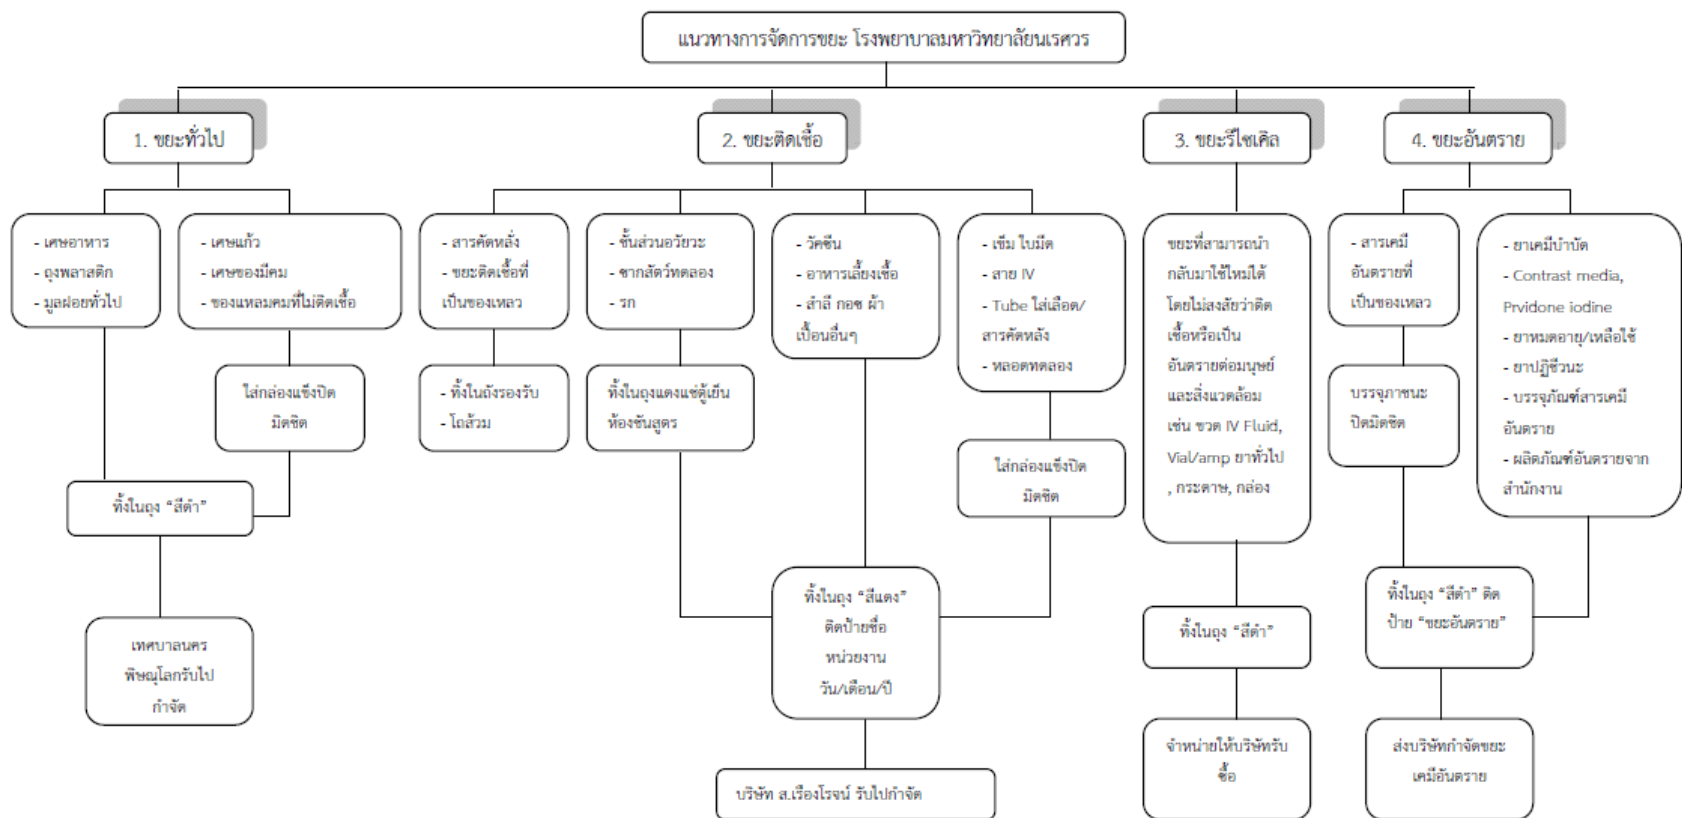 แนวทางการจัดการขยะ โรงพยาบาลมหาวิทยาลัยนเรศวร
1. ขยะทั่วไป
2. ขยะติดเชื้อ
3. ขยะรีไซเคิล
4. ขยะอันตราย
- เศษอาหาร
- ถุงพลาสติก
- มูลฝอยทั่วไป
- เศษแก้ว
- เศษของมีคม
- ของแหลมคมที่ไม่ติดเชื้อ
- สารคัดหลั่ง
- ขยะติดเชื้อที่
เป็นของเหลว
- ชั้นส่วนอวัยวะ
- ซากสัตว์ทดลอง
- รก
- วัคซีน
- อาหารเลี้ยงเชื้อ
- สำลี กอซ ผ้า
เปื้อนอื่นๆ
- เข็ม ใบมีด
- สาย IV
- Tube ใส่เลือด/
สารคัดหลัง
- หลอดทดลอง
ขยะที่สามารถนำ
กลับมาใช้ใหม่ได้
โดยไม่สงสัยว่าติด
เชื้อหรือเป็น
อันตรายต่อมนุษย์
และสิ่งแวดล้อม
เช่น ขวด IV Fluid,
Vial/amp ยาทั่วไป
, กระดาษ, กล่อง
- สารเคมี
อันตรายที่
เป็นของเหลว
- ยาเคมีบำบัด
- Contrast media,
Prvidone iodine
- ยาหมดอายุ/เหลือใช้
- ยาปฏิชีวนะ
- บรรจุภัณฑ์สารเคมี
อันตราย
- ผลิตภัณฑ์อันตรายจาก
สำนักงาน
ใส่กล่องแข็งปิด
มิดชิด
- ทิ้งในถังรองรับ
- โถส้วม
ทิ้งในถุงแดงแช่ตู้เย็น
ห้องชันสูตร
ใส่กล่องแข็งปิด
มิดชิด
บรรจุภาชนะ
ปิดมิดชิด
ทิ้งในถุง “สีดำ”
เทศบาลนคร
พิษณุโลกรับไป
กำจัด
ทิ้งในถุง “สีแดง”
ติดป้ายชื่อ
หน่วยงาน
วัน/เดือน/ปี
บริษัท ส.เรืองโรจน์ รับไปกำจัด
ทิ้งในถุง “สีดำ”
จำหน่ายให้บริษัทรับ
ซื้อ
ทิ้งในถุง “สีดำ” ติด
ป้าย “ขยะอันตราย”
ส่งบริษัทกำจัดขยะ
เคมีอันตราย